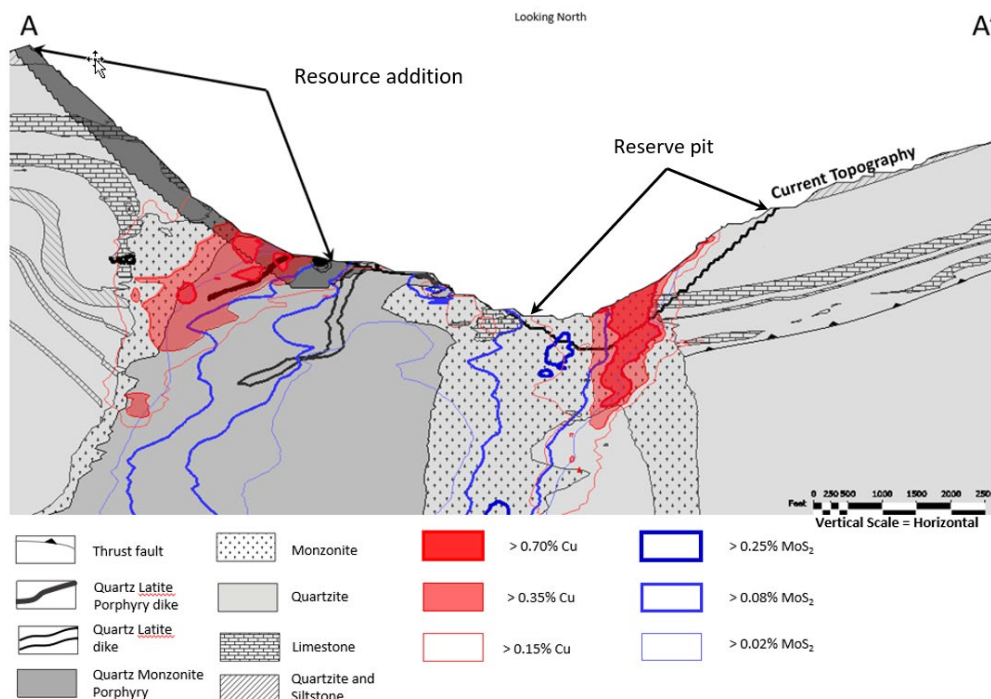 A
Looking North
A'
Resource addition
Reserve pit
Current Topography
Feet 0 250 500 1000 1500 2000 2500
Vertical Scale = Horizontal
Thrust fault
Monzonite
> 0.70% Cu
> 0.25% MoS₂
Quartz Latite
Porphyry dike
Quartzite
> 0.35% Cu
> 0.08% MoS₂
Quartz Latite
dike
Limestone
> 0.15% Cu
> 0.02% MoS₂
Quartz Monzonite
Porphyry
Quartzite and
Siltstone